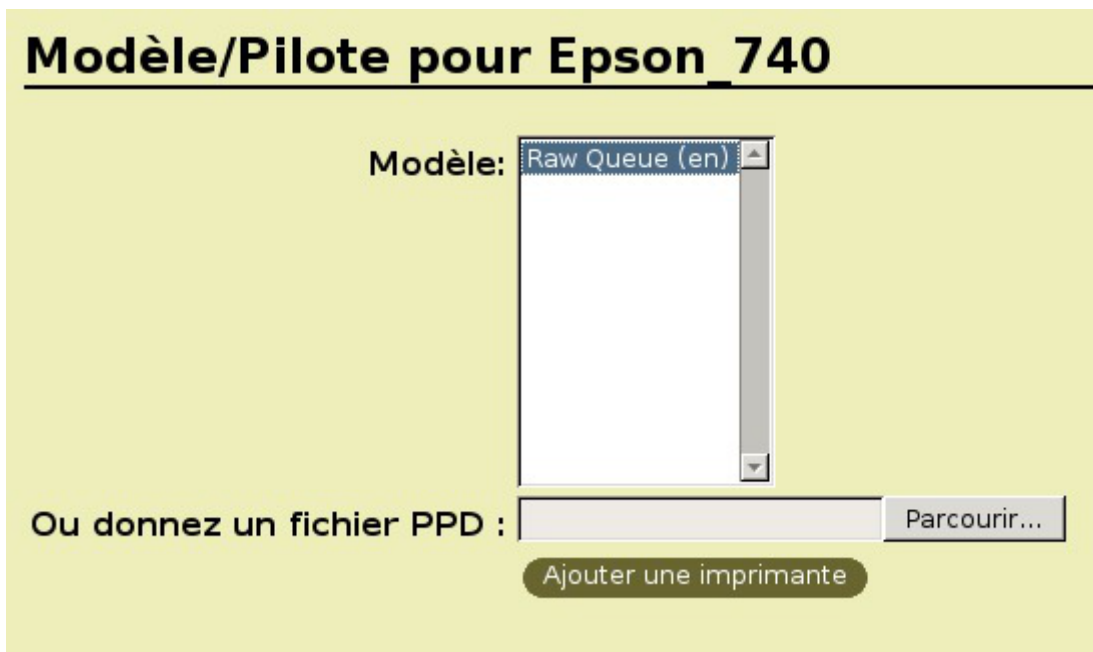 Modèle/Pilote pour Epson_740
Modèle: Raw Queue (en)
Ou donnez un fichier PPD : Parcourir...
Ajouter une imprimante